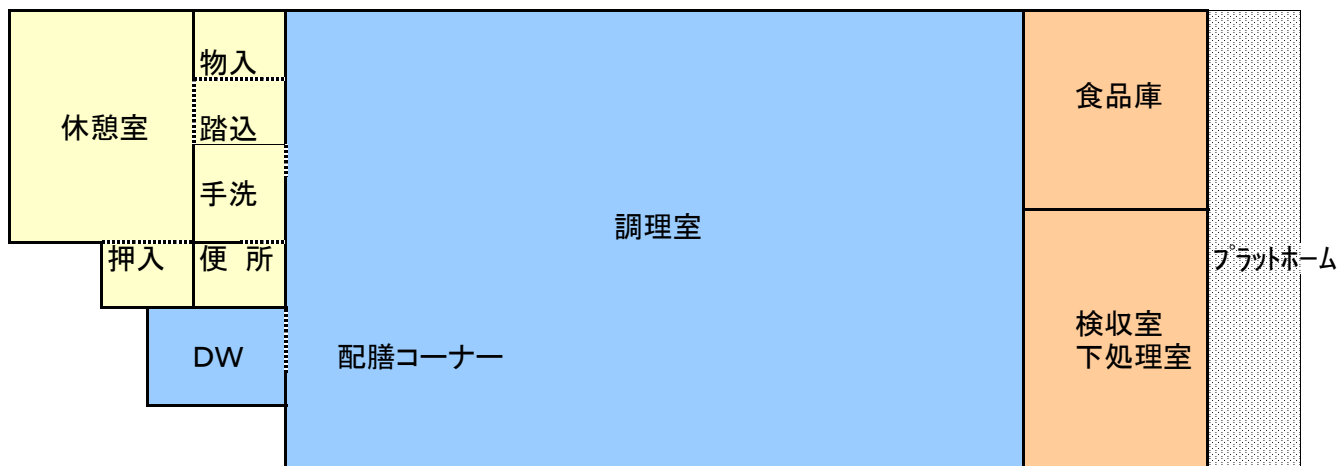 物入
食品庫
休憩室
踏込
手洗
調理室
押入
便 所
プラットホーム
検収室
下処理室
DW
配膳コーナー